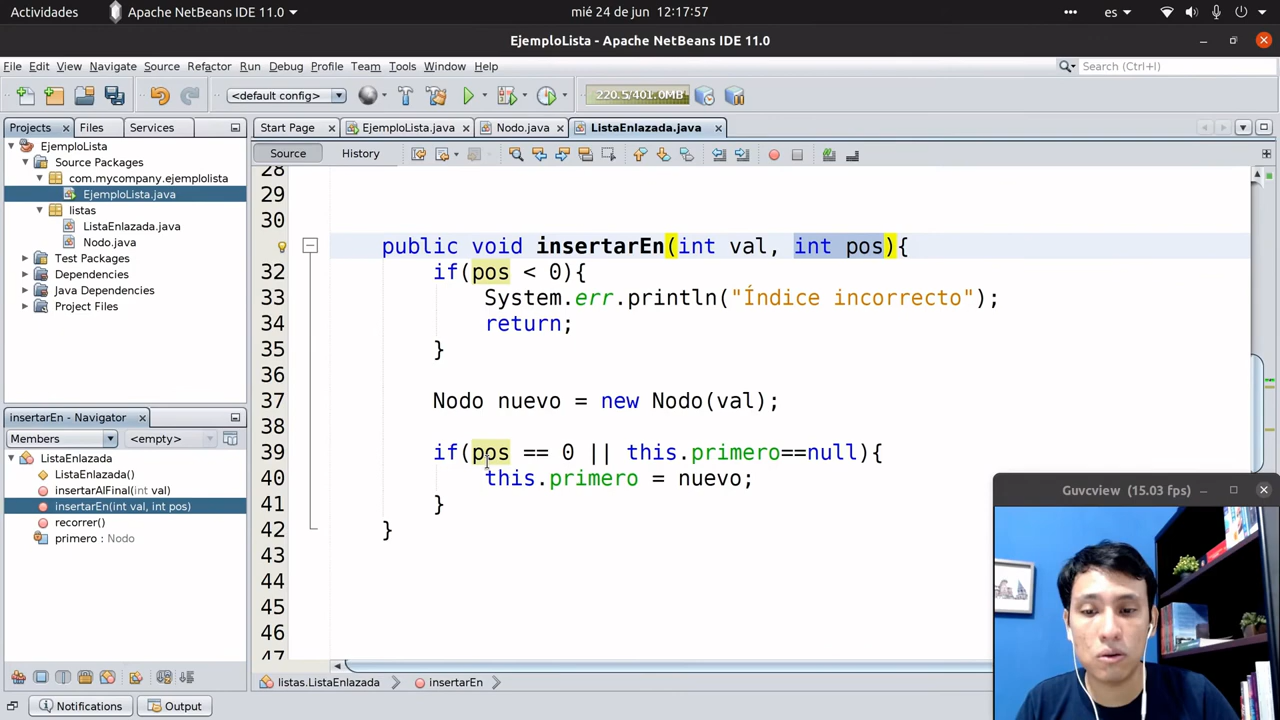 Actividades Apache NetBeans IDE 11.0 mié 24 de jun 12:17:57 es
EjemploLista - Apache NetBeans IDE 11.0
File Edit View Navigate Source Refactor Run Debug Profile Team Tools Window Help Search (Ctrl+I)
<default config> 220.5/401.0MB
Projects Files Services Start Page EjemploLista.java Nodo.java ListaEnlazada.java
EjemploLista
Source Packages
com.mycompany.ejemplolista
EjemploLista.java
listas
ListaEnlazada.java
Nodo.java
Test Packages
Dependencies
Java Dependencies
Project Files
insertarEn - Navigator
Members <empty>
ListaEnlazada
ListaEnlazada()
insertarAlFinal(int val)
insertarEn(int val, int pos)
recorrer()
primero : Nodo
Source History
28
29
30
public void insertarEn(int val, int pos){
32 if(pos < 0){
33 System.err.println("Índice incorrecto");
34 return;
35 }
36
37 Nodo nuevo = new Nodo(val);
38
39 if(pos == 0 || this.primero==null){
40 this.primero = nuevo;
41 }
42 }
43
44
45
46
47
listas.ListaEnlazada insertarEn
Notifications Output
Guvcview (15.03 fps)